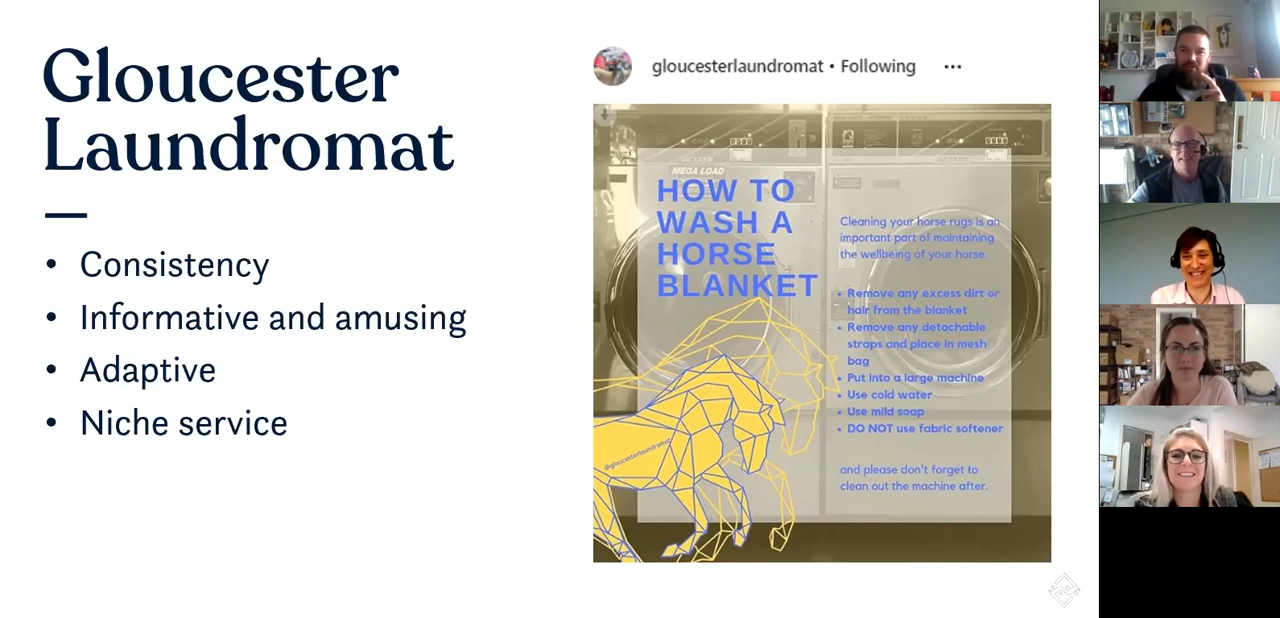 Gloucester
Laundromat
• Consistency
• Informative and amusing
• Adaptive
• Niche service
gloucesterlaundromat • Following
MEGA LOAD
HOW TO
WASH A
HORSE
BLANKET
Cleaning your horse rugs is an
important part of maintaining
the wellbeing of your horse.
• Remove any excess dirt or
hair from the blanket
• Remove any detachable
straps and place in mesh
bag
• Put into a large machine
• Use cold water
• Use mild soap
• DO NOT use fabric softener
and please don't forget to
clean out the machine after.
@gloucesterlaundromat